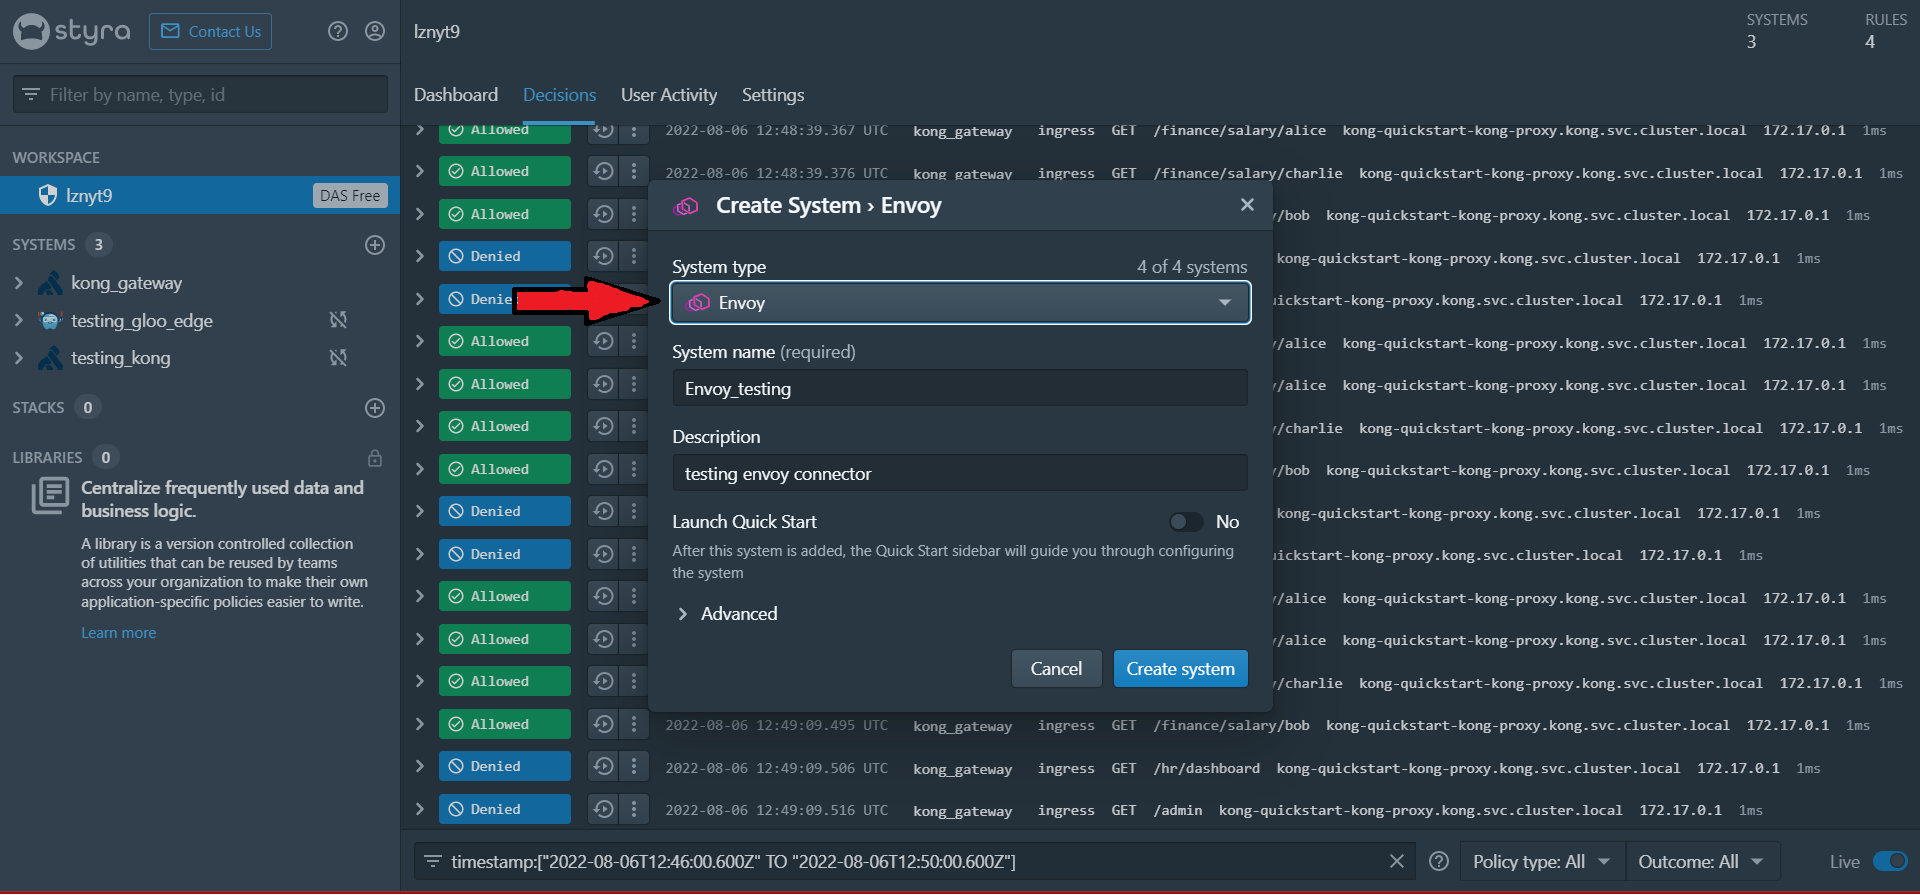 styra
Contact Us
Filter by name, type, id
WORKSPACE
lznyt9 DAS Free
SYSTEMS 3
kong_gateway
testing_gloo_edge
testing_kong
STACKS 0
LIBRARIES 0
Centralize frequently used data and
business logic.
A library is a version controlled collection
of utilities that can be reused by teams
across your organization to make their own
application-specific policies easier to write.
Learn more
lznyt9
SYSTEMS
3
RULES
4
Dashboard Decisions User Activity Settings
Allowed 2022-08-06 12:48:39.367 UTC kong_gateway ingress GET /finance/salary/alice kong-quickstart-kong-proxy.kong.svc.cluster.local 172.17.0.1 1ms
Allowed 2022-08-06 12:48:39.376 UTC kong_gateway ingress GET /finance/salary/charlie kong-quickstart-kong-proxy.kong.svc.cluster.local 172.17.0.1 1ms
Allowed /bob kong-quickstart-kong-proxy.kong.svc.cluster.local 172.17.0.1 1ms
Denied kong-quickstart-kong-proxy.kong.svc.cluster.local 172.17.0.1 1ms
Denie uickstart-kong-proxy.kong.svc.cluster.local 172.17.0.1 1ms
Allowed /alice kong-quickstart-kong-proxy.kong.svc.cluster.local 172.17.0.1 1ms
Allowed /alice kong-quickstart-kong-proxy.kong.svc.cluster.local 172.17.0.1 1ms
Allowed /charlie kong-quickstart-kong-proxy.kong.svc.cluster.local 172.17.0.1 1ms
Allowed /bob kong-quickstart-kong-proxy.kong.svc.cluster.local 172.17.0.1 1ms
Denied kong-quickstart-kong-proxy.kong.svc.cluster.local 172.17.0.1 1ms
Denied uickstart-kong-proxy.kong.svc.cluster.local 172.17.0.1 1ms
Allowed /alice kong-quickstart-kong-proxy.kong.svc.cluster.local 172.17.0.1 1ms
Allowed /alice kong-quickstart-kong-proxy.kong.svc.cluster.local 172.17.0.1 1ms
Allowed /charlie kong-quickstart-kong-proxy.kong.svc.cluster.local 172.17.0.1 1ms
Allowed 2022-08-06 12:49:09.495 UTC kong_gateway ingress GET /finance/salary/bob kong-quickstart-kong-proxy.kong.svc.cluster.local 172.17.0.1 1ms
Denied 2022-08-06 12:49:09.506 UTC kong_gateway ingress GET /hr/dashboard kong-quickstart-kong-proxy.kong.svc.cluster.local 172.17.0.1 1ms
Denied 2022-08-06 12:49:09.516 UTC kong_gateway ingress GET /admin kong-quickstart-kong-proxy.kong.svc.cluster.local 172.17.0.1 1ms
Create System › Envoy
System type 4 of 4 systems
Envoy
System name (required)
Envoy_testing
Description
testing envoy connector
Launch Quick Start No
After this system is added, the Quick Start sidebar will guide you through configuring
the system
Advanced
Cancel Create system
timestamp:["2022-08-06T12:46:00.600Z" TO "2022-08-06T12:50:00.600Z"]
Policy type: All Outcome: All Live